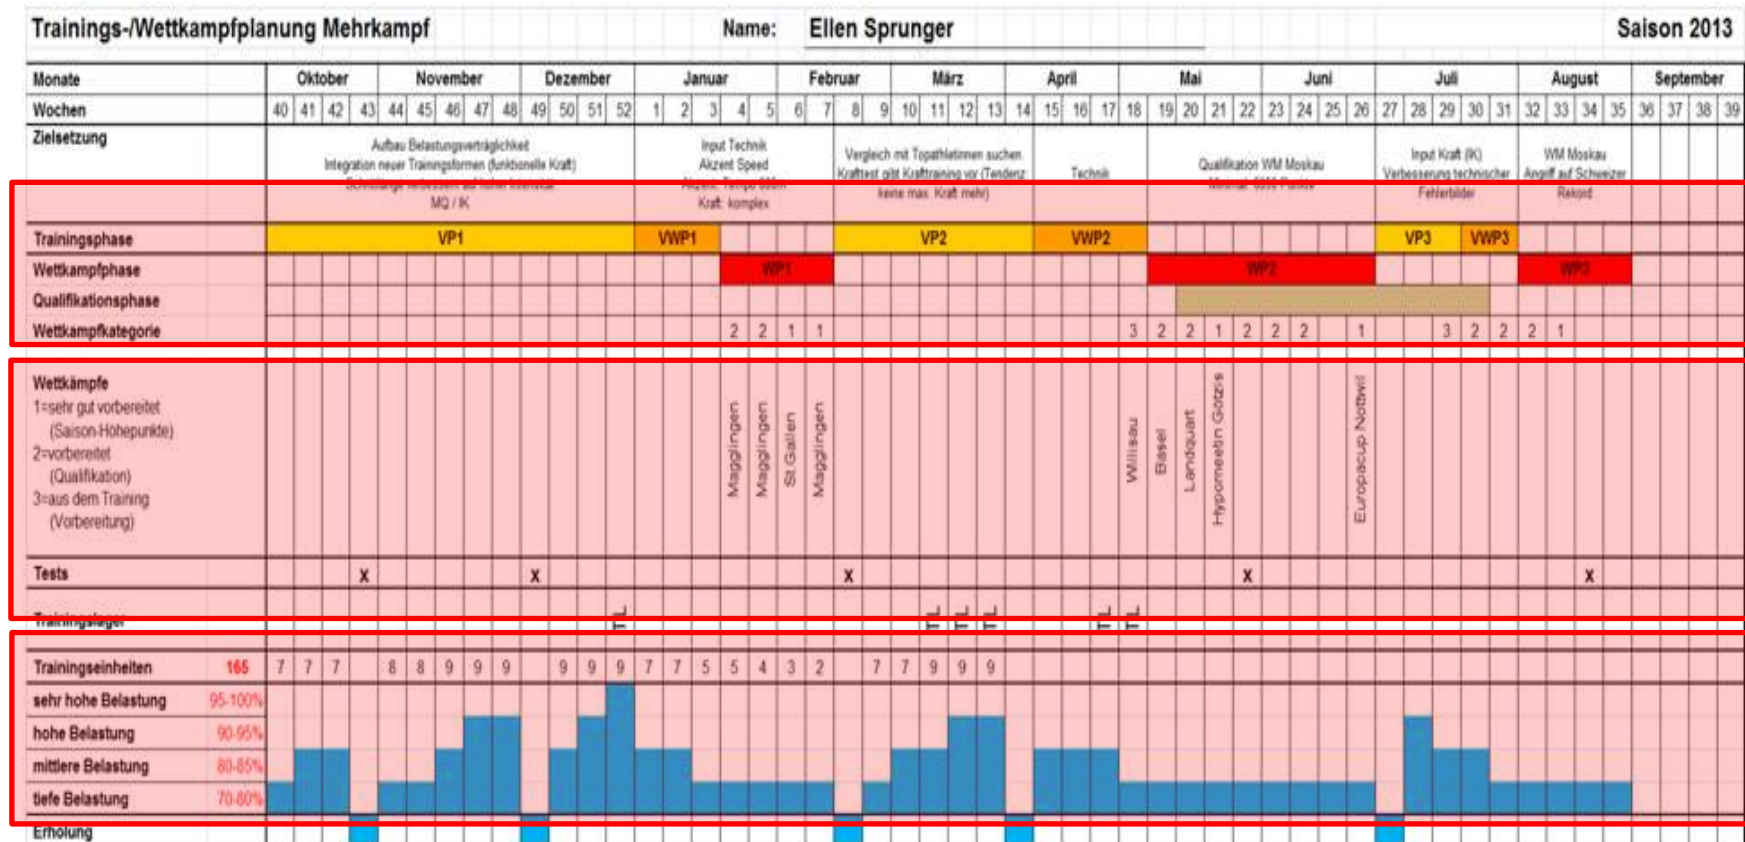 Trainings-/Wettkampfplanung Mehrkampf Name: Ellen Sprunger Saison 2013
Monate Oktober November Dezember Januar Februar März April Mai Juni Juli August September
Wochen 40 41 42 43 44 45 46 47 48 49 50 51 52 1 2 3 4 5 6 7 8 9 10 11 12 13 14 15 16 17 18 19 20 21 22 23 24 25 26 27 28 29 30 31 32 33 34 35 36 37 38 39
Zielsetzung
Aufbau Belastungsverträglichkeit
Integration neuer Trainingsformen (funktionelle Kraft)
MQ / IK
Input Technik
Akzent Speed
Kraft: komplex
Vergleich mit Topathletinnen suchen
Krafttest gibt Krafttraining vor (Tendenz
keine max. Kraft mehr)
Technik
Qualifikation WM Moskau
Input Kraft (IK)
Verbesserung technischer
Fehlerbilder
WM Moskau
Angriff auf Schweizer
Rekord
Trainingsphase VP1 VWP1 VP2 VWP2 VP3 VWP3
Wettkampfphase WP1 WP2 WP3
Qualifikationsphase
Wettkampfkategorie 2 2 1 1 3 2 2 1 2 2 2 1 3 2 2 2 1
Wettkämpfe
1=sehr gut vorbereitet
(Saison-Höhepunkte)
2=vorbereitet
(Qualifikation)
3=aus dem Training
(Vorbereitung)
Magglingen
Magglingen
St.Gallen
Magglingen
Willisau
Basel
Landquart
Hypomeetin Götzis
Europacup Nottwil
Tests X X X X X
Trainingslager TL TL TL TL TL TL
Trainingseinheiten 165 7 7 7 8 8 9 9 9 9 9 9 7 7 5 5 4 3 2 7 7 9 9 9
sehr hohe Belastung 95-100%
hohe Belastung 90-95%
mittlere Belastung 80-85%
tiefe Belastung 70-80%
Erholung